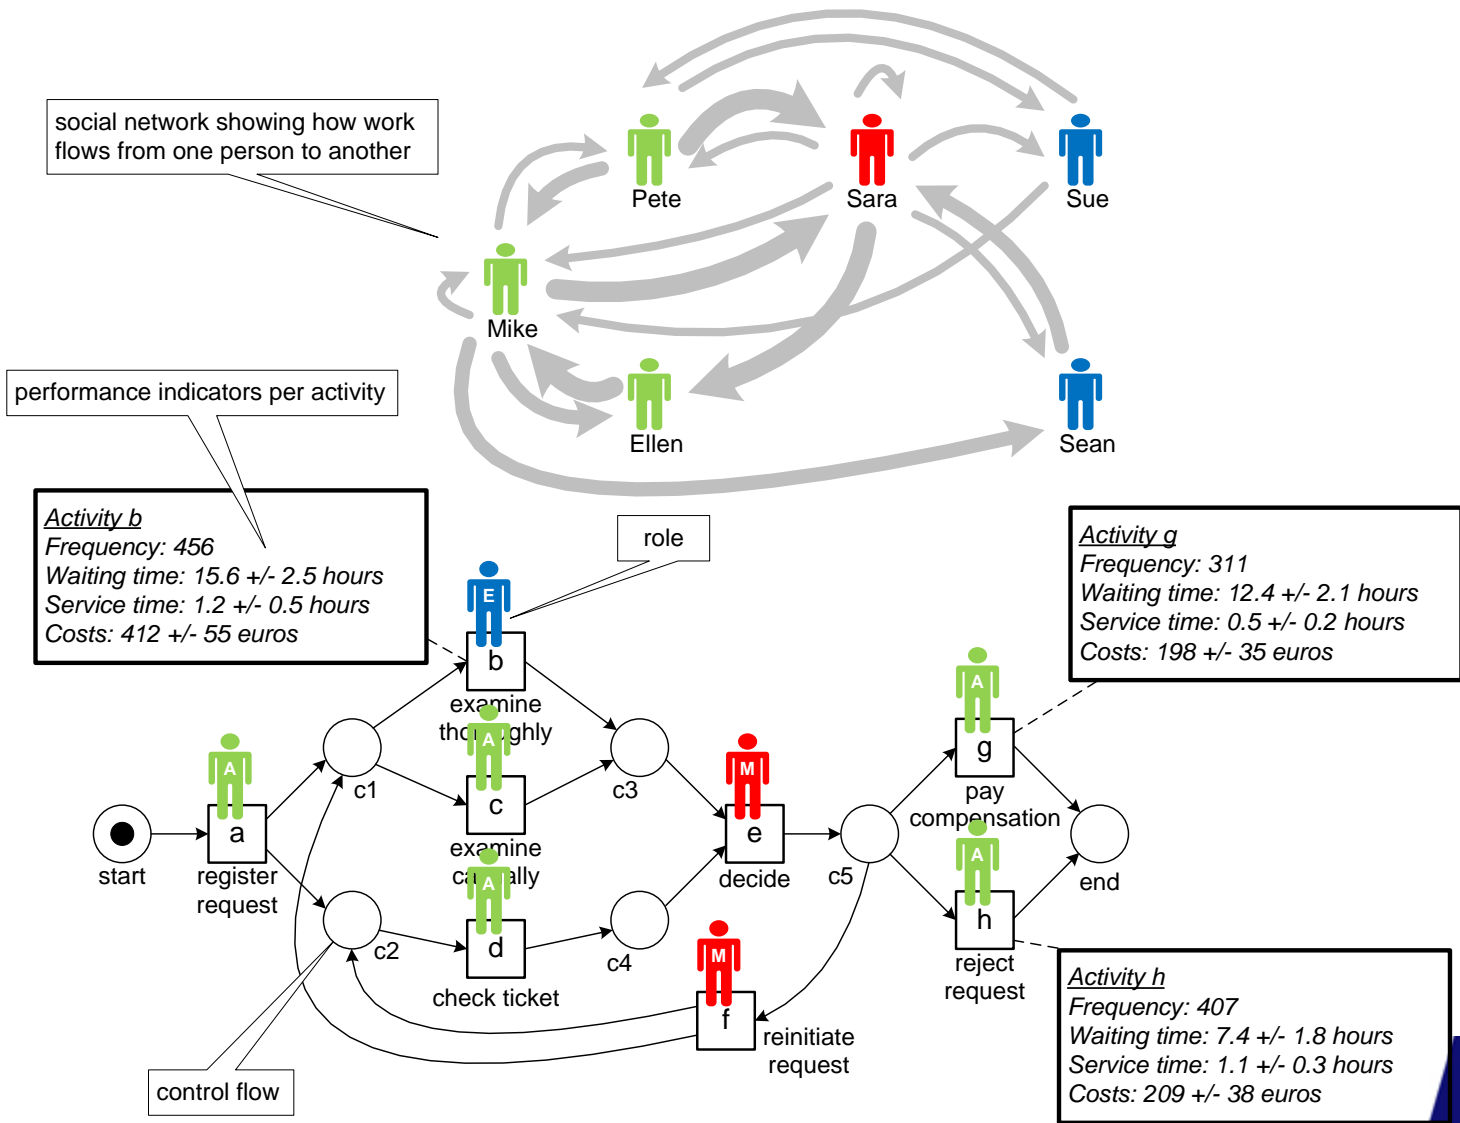 social network showing how work
flows from one person to another
Pete
Sara
Sue
Mike
Ellen
Sean
performance indicators per activity
Activity b
Frequency: 456
Waiting time: 15.6 +/- 2.5 hours
Service time: 1.2 +/- 0.5 hours
Costs: 412 +/- 55 euros
role
Activity g
Frequency: 311
Waiting time: 12.4 +/- 2.1 hours
Service time: 0.5 +/- 0.2 hours
Costs: 198 +/- 35 euros
E
b
examine
thoroughly
A
c
examine
casually
A
d
check ticket
A
a
register
request
start
c1
c2
c3
c4
M
e
decide
c5
M
f
reinitiate
request
A
g
pay
compensation
A
h
reject
request
end
control flow
Activity h
Frequency: 407
Waiting time: 7.4 +/- 1.8 hours
Service time: 1.1 +/- 0.3 hours
Costs: 209 +/- 38 euros